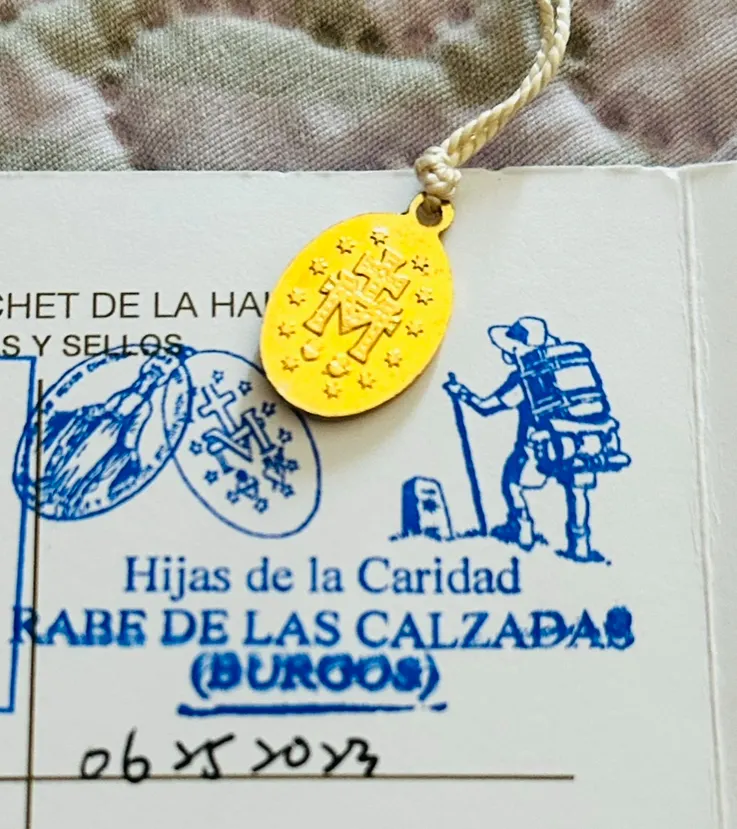 CHET DE LA HA
S Y SELLOS
Hijas de la Caridad
RABE DE LAS CALZADAS
(BURGOS)
06 25 2023